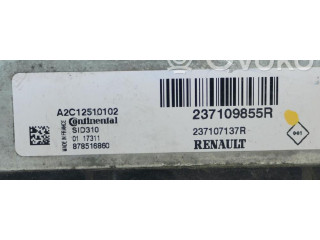 A2C12510102
MADE IN FRANCE
Continental
SID310
01 17311
878516860
237109855R
237107137R
RENAULT